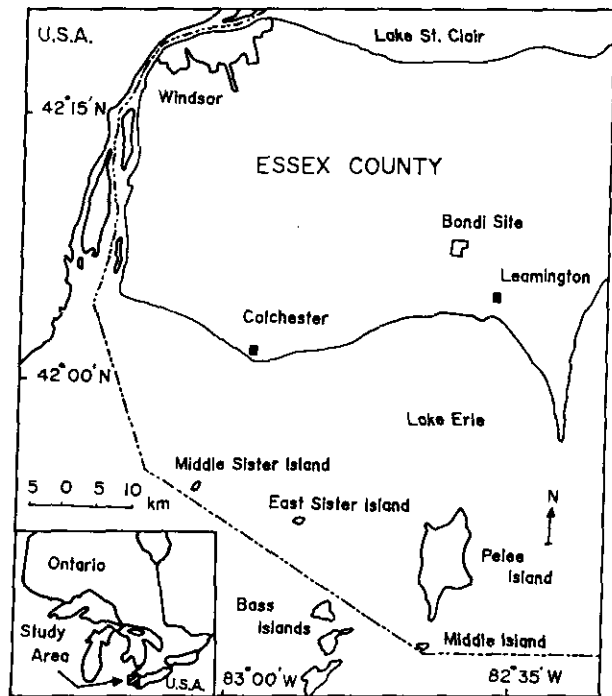 U.S.A.
Lake St. Clair
Windsor
42°15'N
ESSEX COUNTY
Bondi Site
Leamington
Colchester
42°00'N
Lake Erie
Middle Sister Island
5 0 10 km
East Sister Island
N
Pelee
Island
Ontario
Bass
Islands
Study
Area
Middle Island
U.S.A.
83°00'W
82°35'W